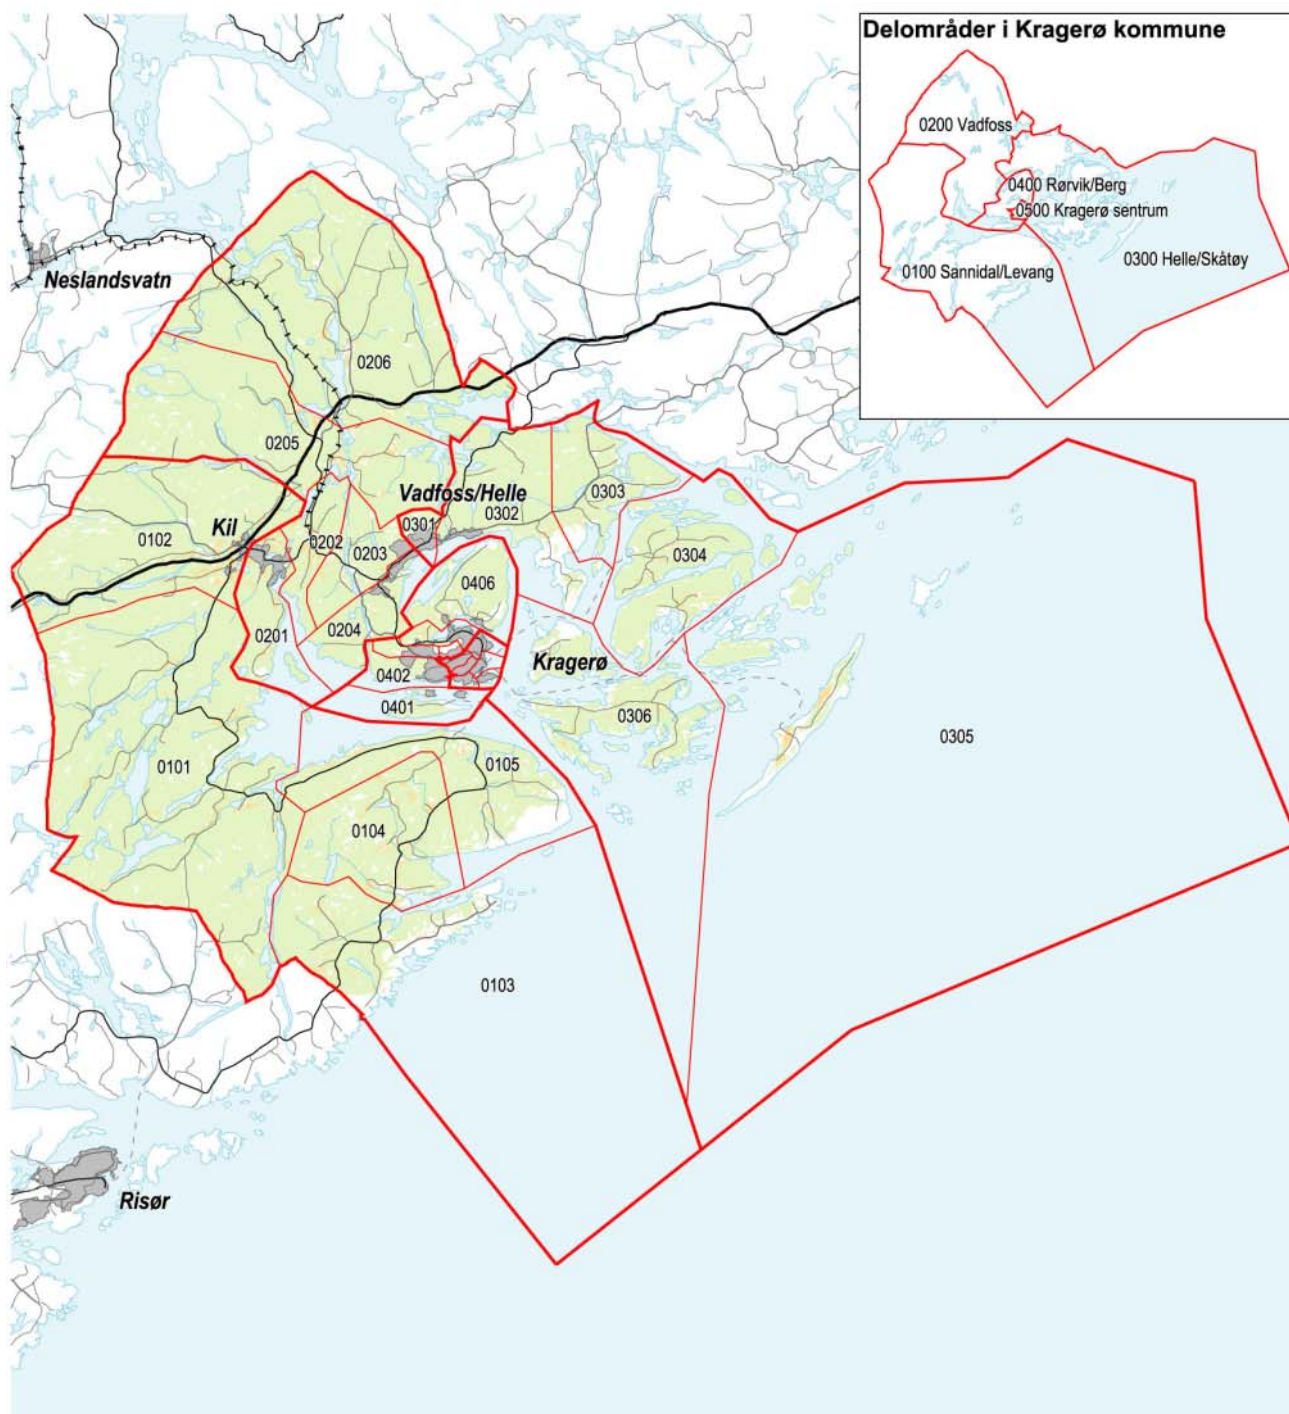 Delområder i Kragerø kommune
0200 Vadfoss
0400 Rørvik/Berg
0500 Kragerø sentrum
0300 Helle/Skåtøy
0100 Sannidal/Levang
Neslandsvatn
0206
0205
Vadfoss/Helle
0303
0301
0302
Kil
0102
0202
0203
0304
0406
0201
0204
Kragerø
0402
0401
0306
0305
0101
0105
0104
0103
Risør